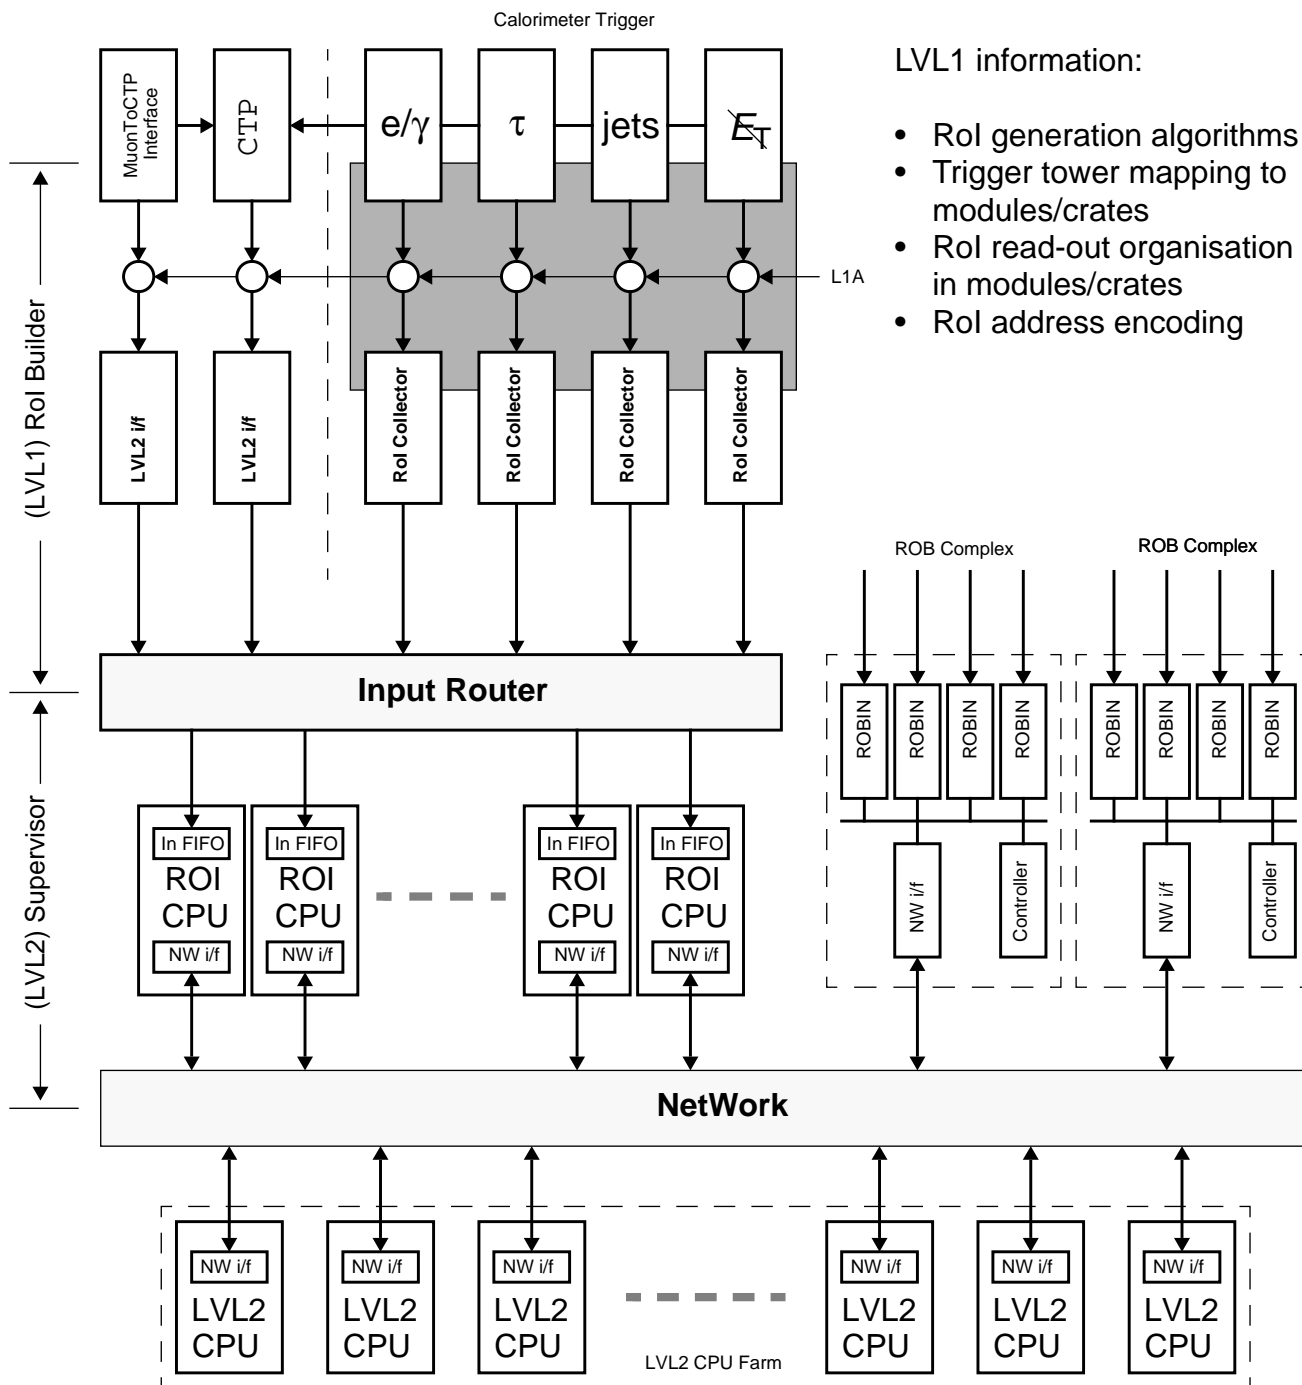 Calorimeter Trigger
LVL1 information:
• RoI generation algorithms
• Trigger tower mapping to
modules/crates
• RoI read-out organisation
in modules/crates
• RoI address encoding
MuonToCTP
Interface
CTP
e/γ
τ
jets
E_T
L1A
(LVL1) RoI Builder
LVL2 i/f
LVL2 i/f
RoI Collector
RoI Collector
RoI Collector
RoI Collector
ROB Complex
ROB Complex
Input Router
ROBIN
ROBIN
ROBIN
ROBIN
ROBIN
ROBIN
ROBIN
ROBIN
(LVL2) Supervisor
In FIFO
ROI
CPU
NW i/f
In FIFO
ROI
CPU
NW i/f
In FIFO
ROI
CPU
NW i/f
In FIFO
ROI
CPU
NW i/f
NW i/f
Controller
NW i/f
Controller
NetWork
NW i/f
LVL2
CPU
NW i/f
LVL2
CPU
NW i/f
LVL2
CPU
NW i/f
LVL2
CPU
NW i/f
LVL2
CPU
NW i/f
LVL2
CPU
LVL2 CPU Farm